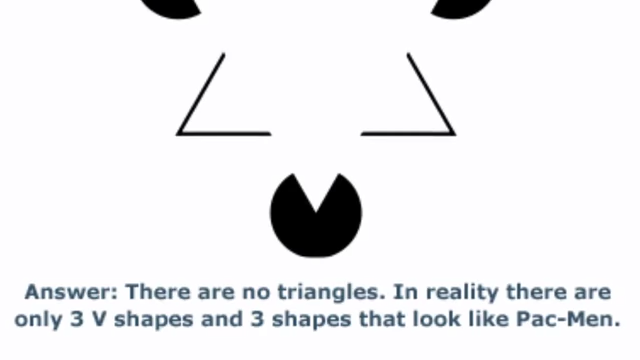 Answer: There are no triangles. In reality there are
only 3 V shapes and 3 shapes that look like Pac-Men.